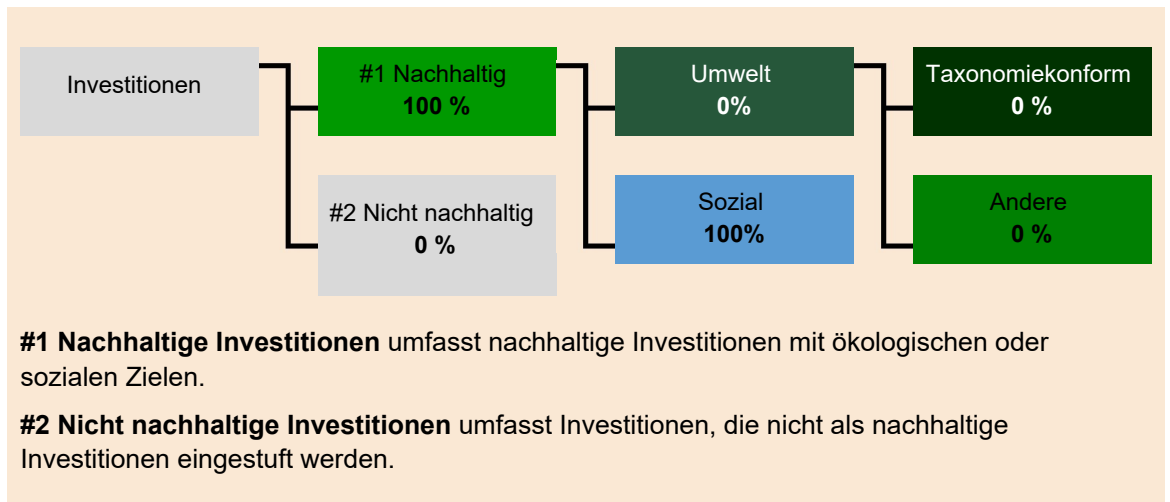 Investitionen
#1 Nachhaltig
100 %
Umwelt
0%
Taxonomiekonform
0 %
#2 Nicht nachhaltig
0 %
Sozial
100%
Andere
0 %
#1 Nachhaltige Investitionen umfasst nachhaltige Investitionen mit ökologischen oder
sozialen Zielen.
#2 Nicht nachhaltige Investitionen umfasst Investitionen, die nicht als nachhaltige
Investitionen eingestuft werden.